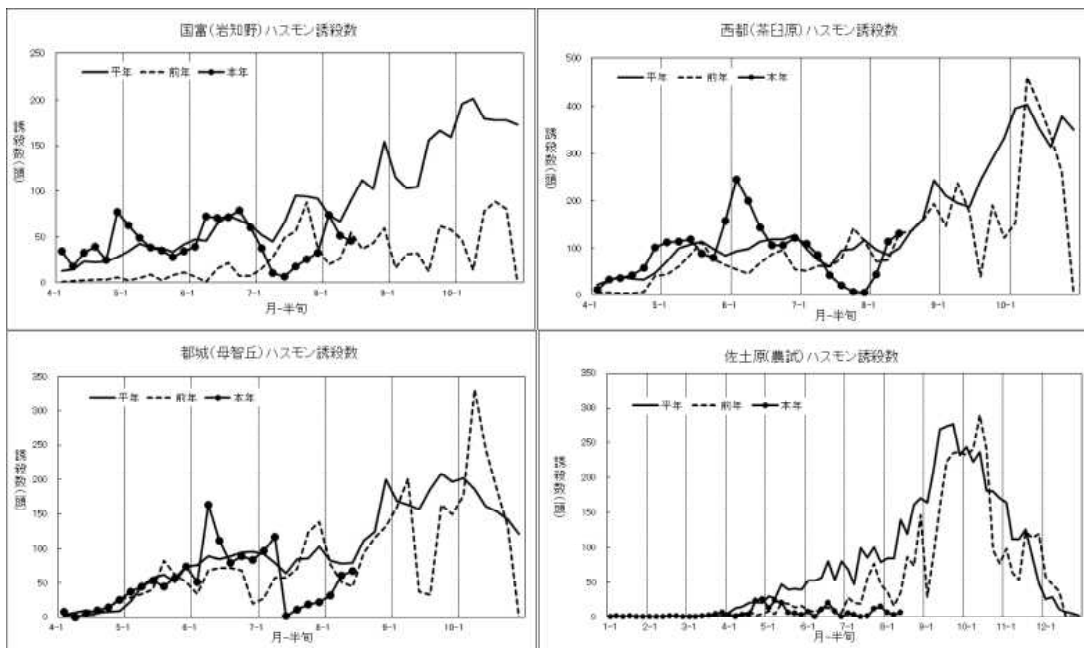 国富(岩知野)ハスモン誘殺数
250
200
150
100
50
0
誘殺数(頭)
平年 前年 本年
4-1 5-1 6-1 7-1 8-1 9-1 10-1
月-半旬
西都(茶臼原)ハスモン誘殺数
500
400
300
200
100
0
誘殺数(頭)
平年 前年 本年
4-1 5-1 6-1 7-1 8-1 9-1 10-1
月-半旬
都城(母智丘)ハスモン誘殺数
350
300
250
200
150
100
50
0
誘殺数(頭)
平年 前年 本年
4-1 5-1 6-1 7-1 8-1 9-1 10-1
月-半旬
佐土原(農試)ハスモン誘殺数
350
300
250
200
150
100
50
0
誘殺数(頭)
平年 前年 本年
1-1 2-1 3-1 4-1 5-1 6-1 7-1 8-1 9-1 10-1 11-1 12-1
月-半旬